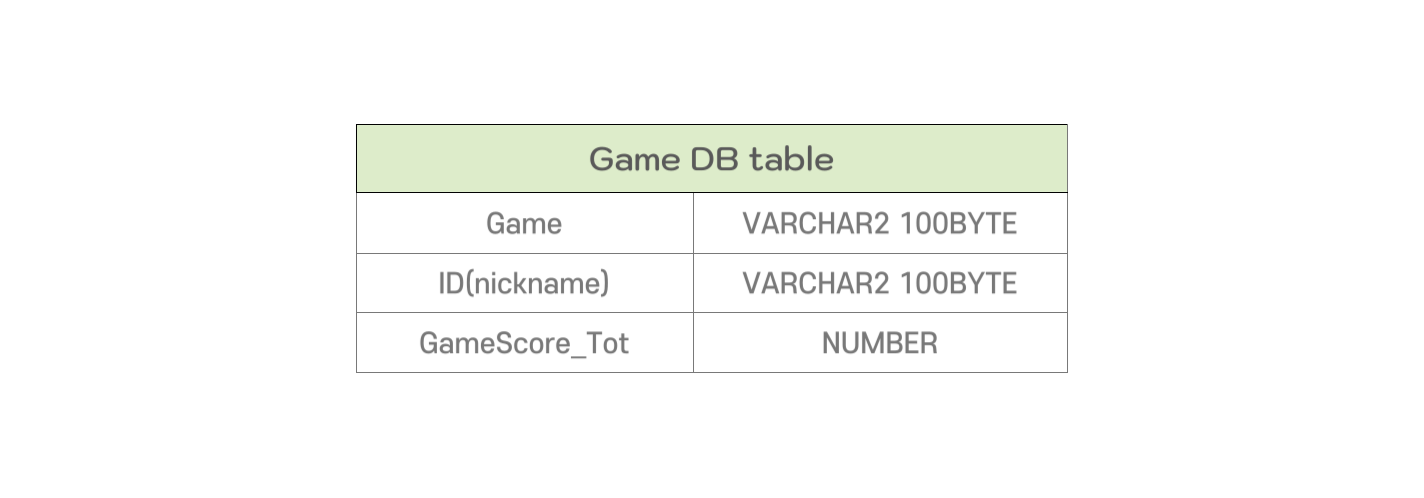 Game DB table
Game VARCHAR2 100BYTE
ID(nickname) VARCHAR2 100BYTE
GameScore_Tot NUMBER